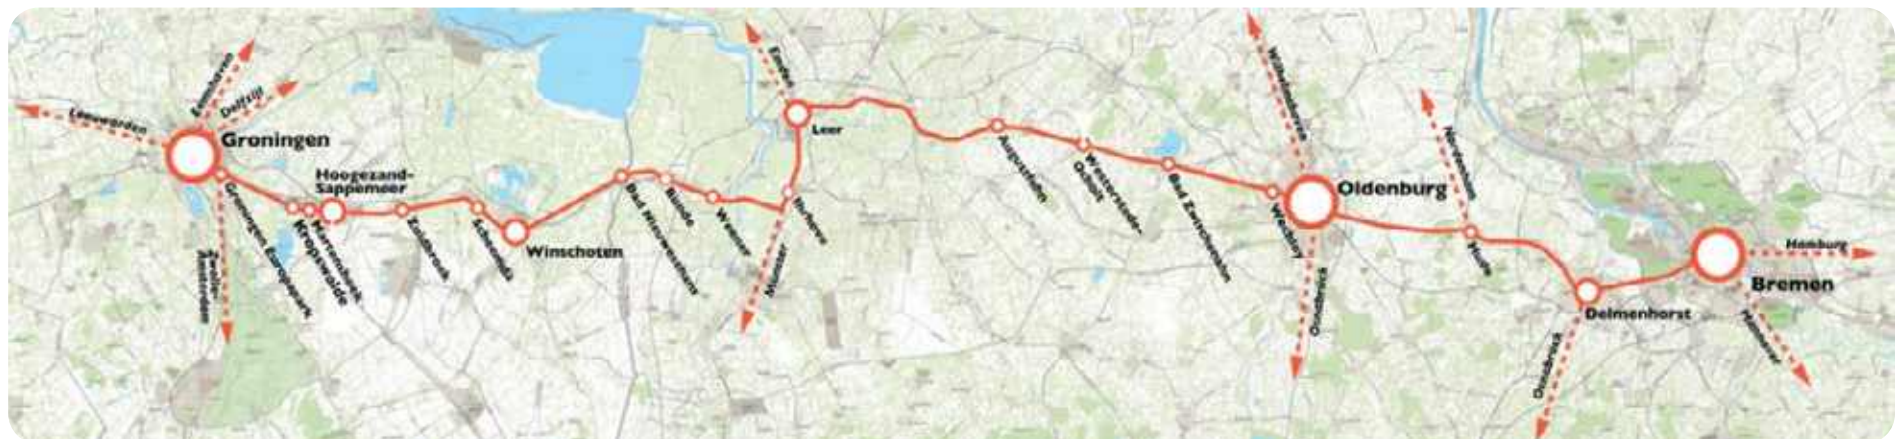 Leeuwarden
Eemshaven
Delfzijl
Groningen
Groningen Europapark
Zwolle-
Amsterdam
Kropswolde
Martenshoek
Hoogezand-
Sappemeer
Zuidbroek
Scheemda
Winschoten
Bad Nieuweschans
Bunde
Weener
Ihrhove
Münster
Emden
Leer
Augustfehn
Westerstede-
Ocholt
Bad Zwischenahn
Wechloy
Wilhelmshaven
Oldenburg
Osnabrück
Nordenham
Hude
Delmenhorst
Osnabrück
Bremen
Hamburg
Hannover